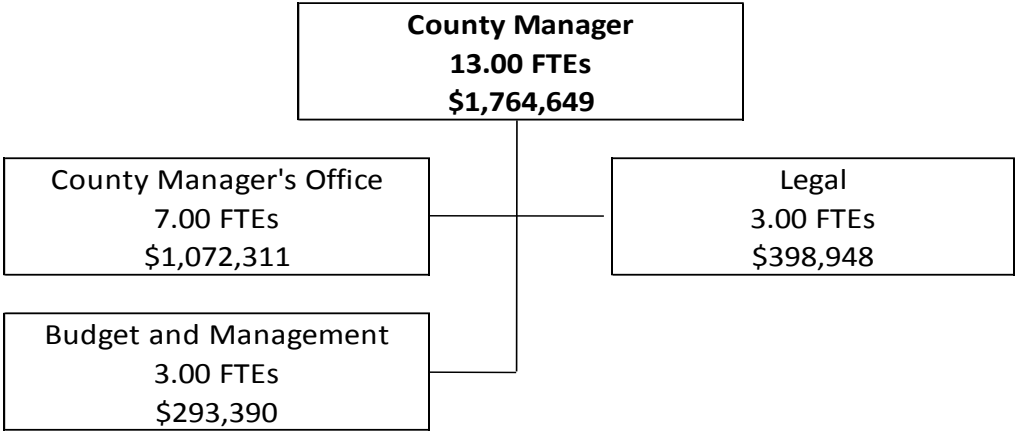 County Manager
13.00 FTEs
$1,764,649
County Manager's Office
7.00 FTEs
$1,072,311
Legal
3.00 FTEs
$398,948
Budget and Management
3.00 FTEs
$293,390